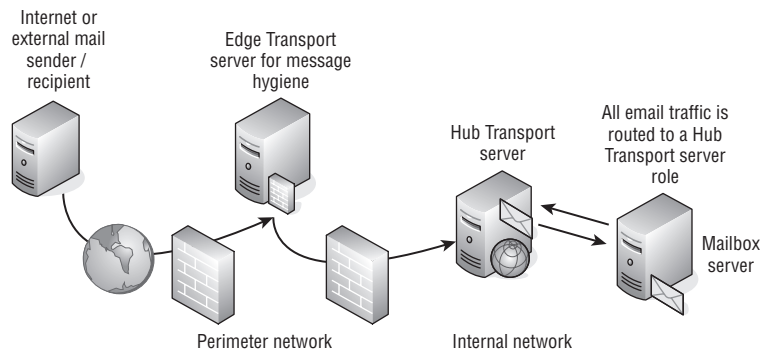 Internet or
external mail
sender /
recipient
Edge Transport
server for message
hygiene
Hub Transport
server
All email traffic is
routed to a Hub
Transport server
role
Mailbox
server
Perimeter network
Internal network